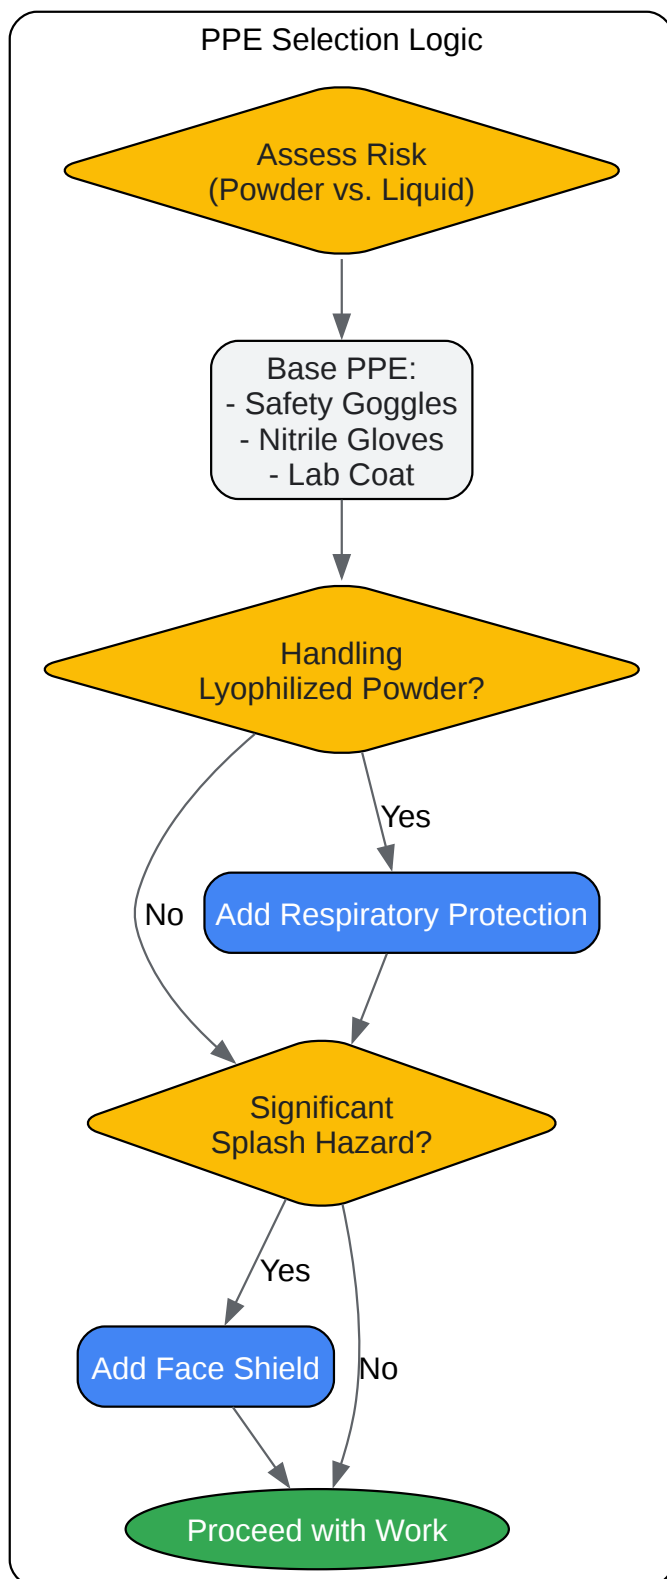 PPE Selection Logic
Assess Risk
(Powder vs. Liquid)
Base PPE:
- Safety Goggles
- Nitrile Gloves
- Lab Coat
Handling
Lyophilized Powder?
Yes
No
Add Respiratory Protection
Significant
Splash Hazard?
Yes
Add Face Shield
No
Proceed with Work